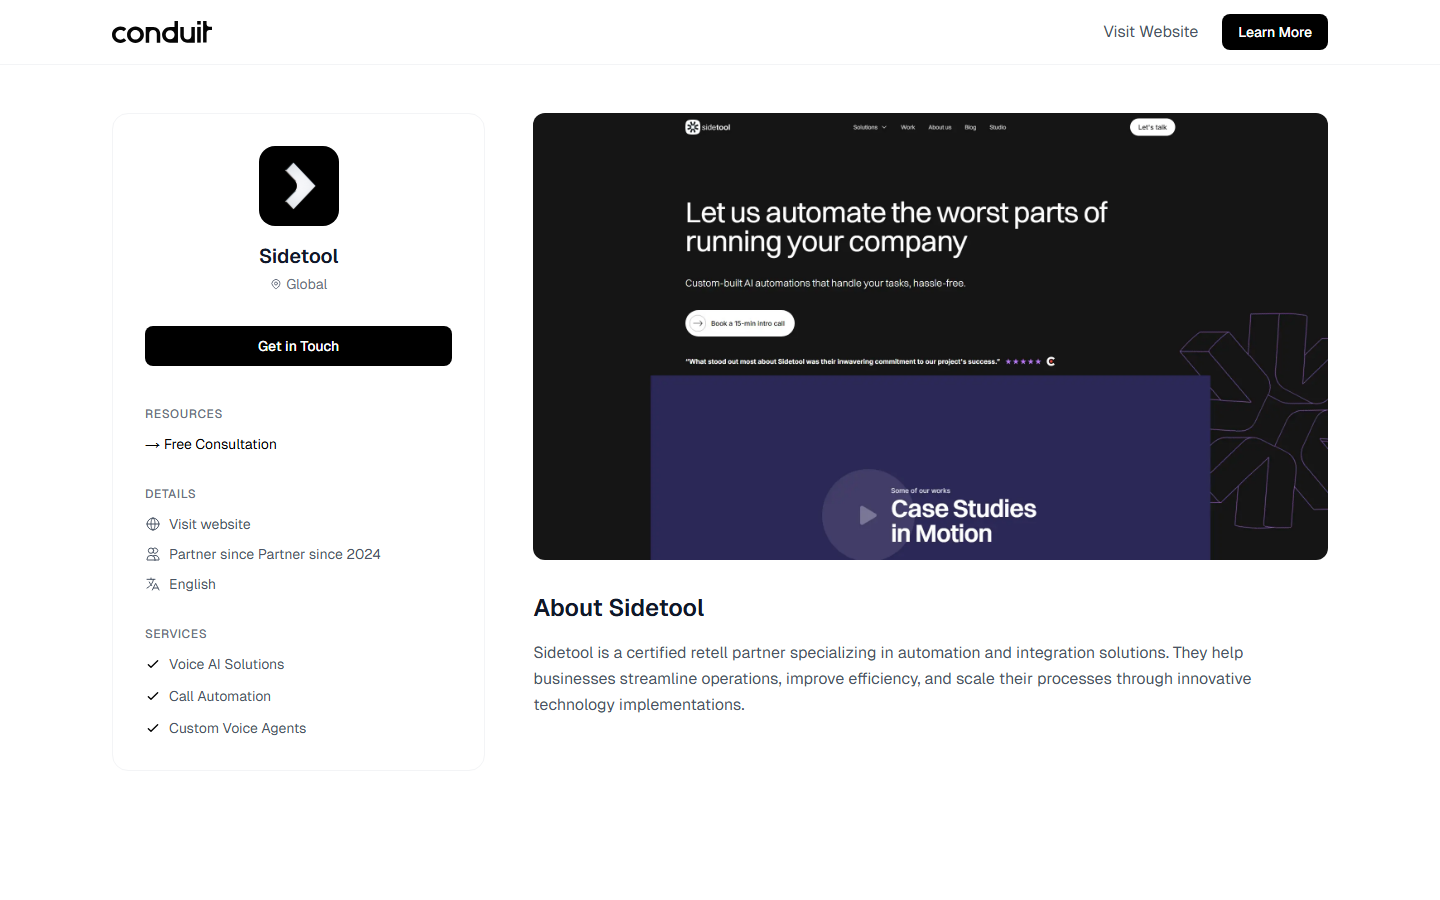 conduit
Visit Website
Learn More
Sidetool
Global
Get in Touch
RESOURCES
→ Free Consultation
DETAILS
Visit website
Partner since Partner since 2024
English
SERVICES
Voice AI Solutions
Call Automation
Custom Voice Agents
sidetool
Solutions
Work
About us
Blog
Studio
Let's talk
Let us automate the worst parts of
running your company
Custom-built AI automations that handle your tasks, hassle-free.
Book a 15-min intro call
"What stood out most about Sidetool was their inwavering commitment to our project's success."
Some of our works
Case Studies
in Motion
About Sidetool
Sidetool is a certified retell partner specializing in automation and integration solutions. They help
businesses streamline operations, improve efficiency, and scale their processes through innovative
technology implementations.